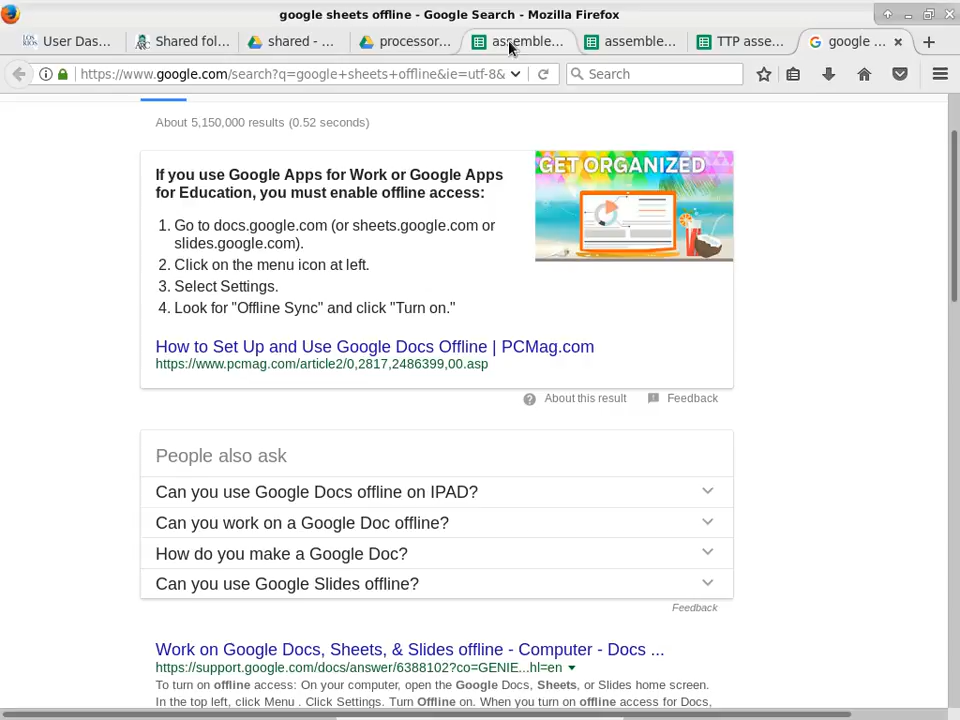 google sheets offline - Google Search - Mozilla Firefox
User Das...
Shared fol...
shared - ...
processor...
assemble...
assemble...
TTP asse...
google ...
https://www.google.com/search?q=google+sheets+offline&ie=utf-8&
Search
About 5,150,000 results (0.52 seconds)
If you use Google Apps for Work or Google Apps
for Education, you must enable offline access:
1. Go to docs.google.com (or sheets.google.com or
slides.google.com).
2. Click on the menu icon at left.
3. Select Settings.
4. Look for "Offline Sync" and click "Turn on."
GET ORGANIZED
How to Set Up and Use Google Docs Offline | PCMag.com
https://www.pcmag.com/article2/0,2817,2486399,00.asp
About this result
Feedback
People also ask
Can you use Google Docs offline on IPAD?
Can you work on a Google Doc offline?
How do you make a Google Doc?
Can you use Google Slides offline?
Feedback
Work on Google Docs, Sheets, & Slides offline - Computer - Docs ...
https://support.google.com/docs/answer/6388102?co=GENIE...hl=en
To turn on offline access: On your computer, open the Google Docs, Sheets, or Slides home screen.
In the top left, click Menu . Click Settings. Turn Offline on. When you turn on offline access for Docs,